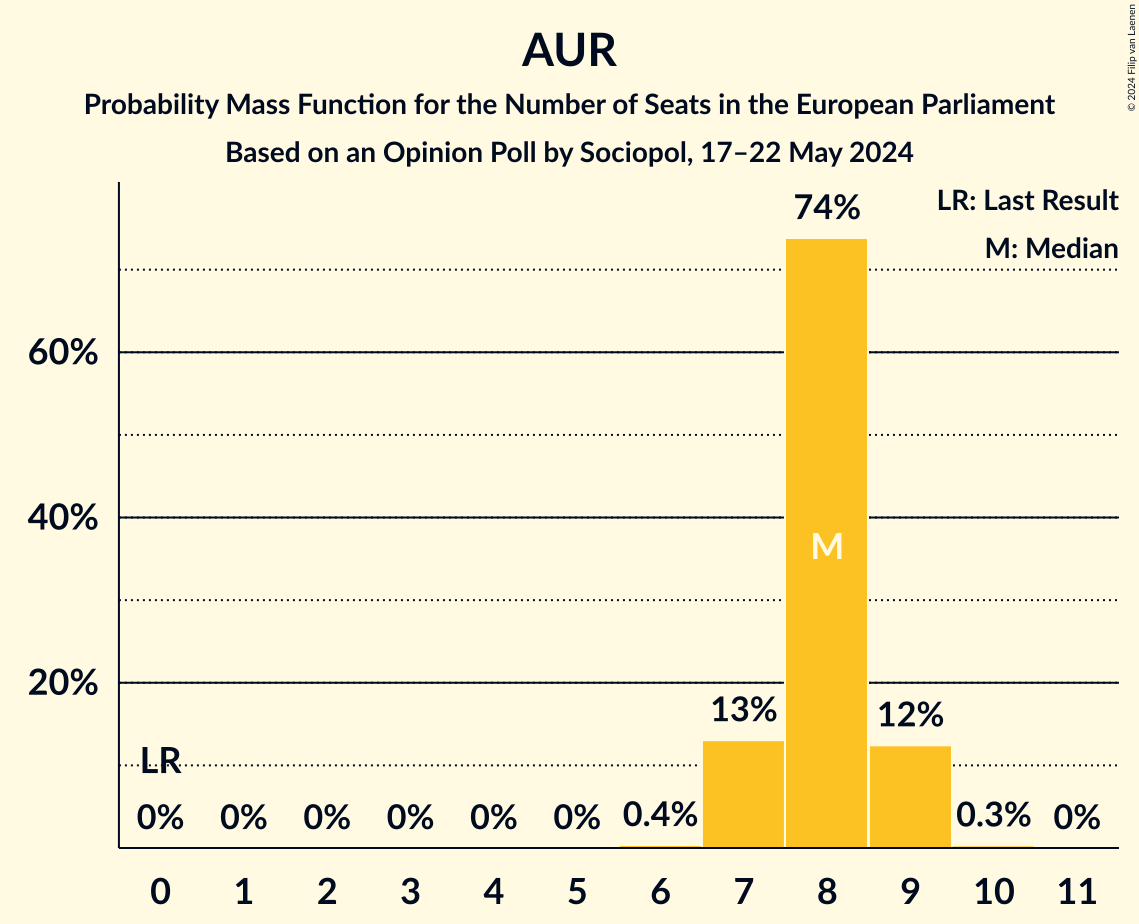 AUR
Probability Mass Function for the Number of Seats in the European Parliament
Based on an Opinion Poll by Sociopol, 17–22 May 2024
© 2024 Filip van Laenen
LR: Last Result
M: Median
74%
60%
40%
M
20%
13%
12%
LR
0%
0%
0%
0%
0%
0%
0.4%
0.3%
0%
0 1 2 3 4 5 6 7 8 9 10 11